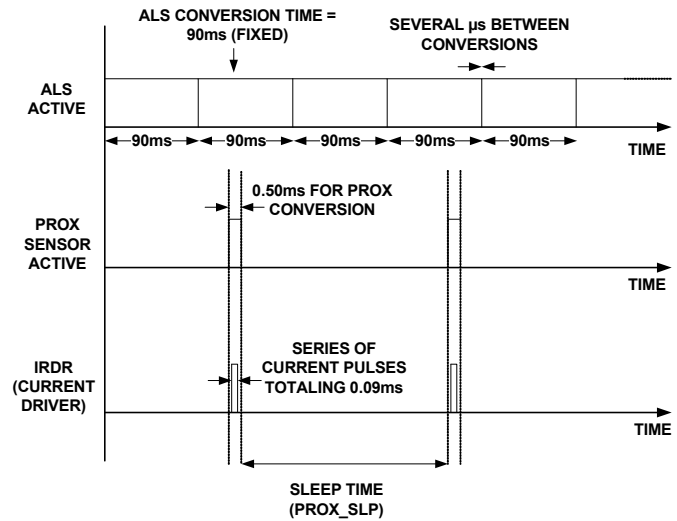 ALS CONVERSION TIME =
90ms (FIXED)
SEVERAL µs BETWEEN
CONVERSIONS
ALS
ACTIVE
90ms
90ms
90ms
90ms
90ms
TIME
0.50ms FOR PROX
CONVERSION
PROX
SENSOR
ACTIVE
TIME
SERIES OF
CURRENT PULSES
TOTALING 0.09ms
IRDR
(CURRENT
DRIVER)
TIME
SLEEP TIME
(PROX_SLP)